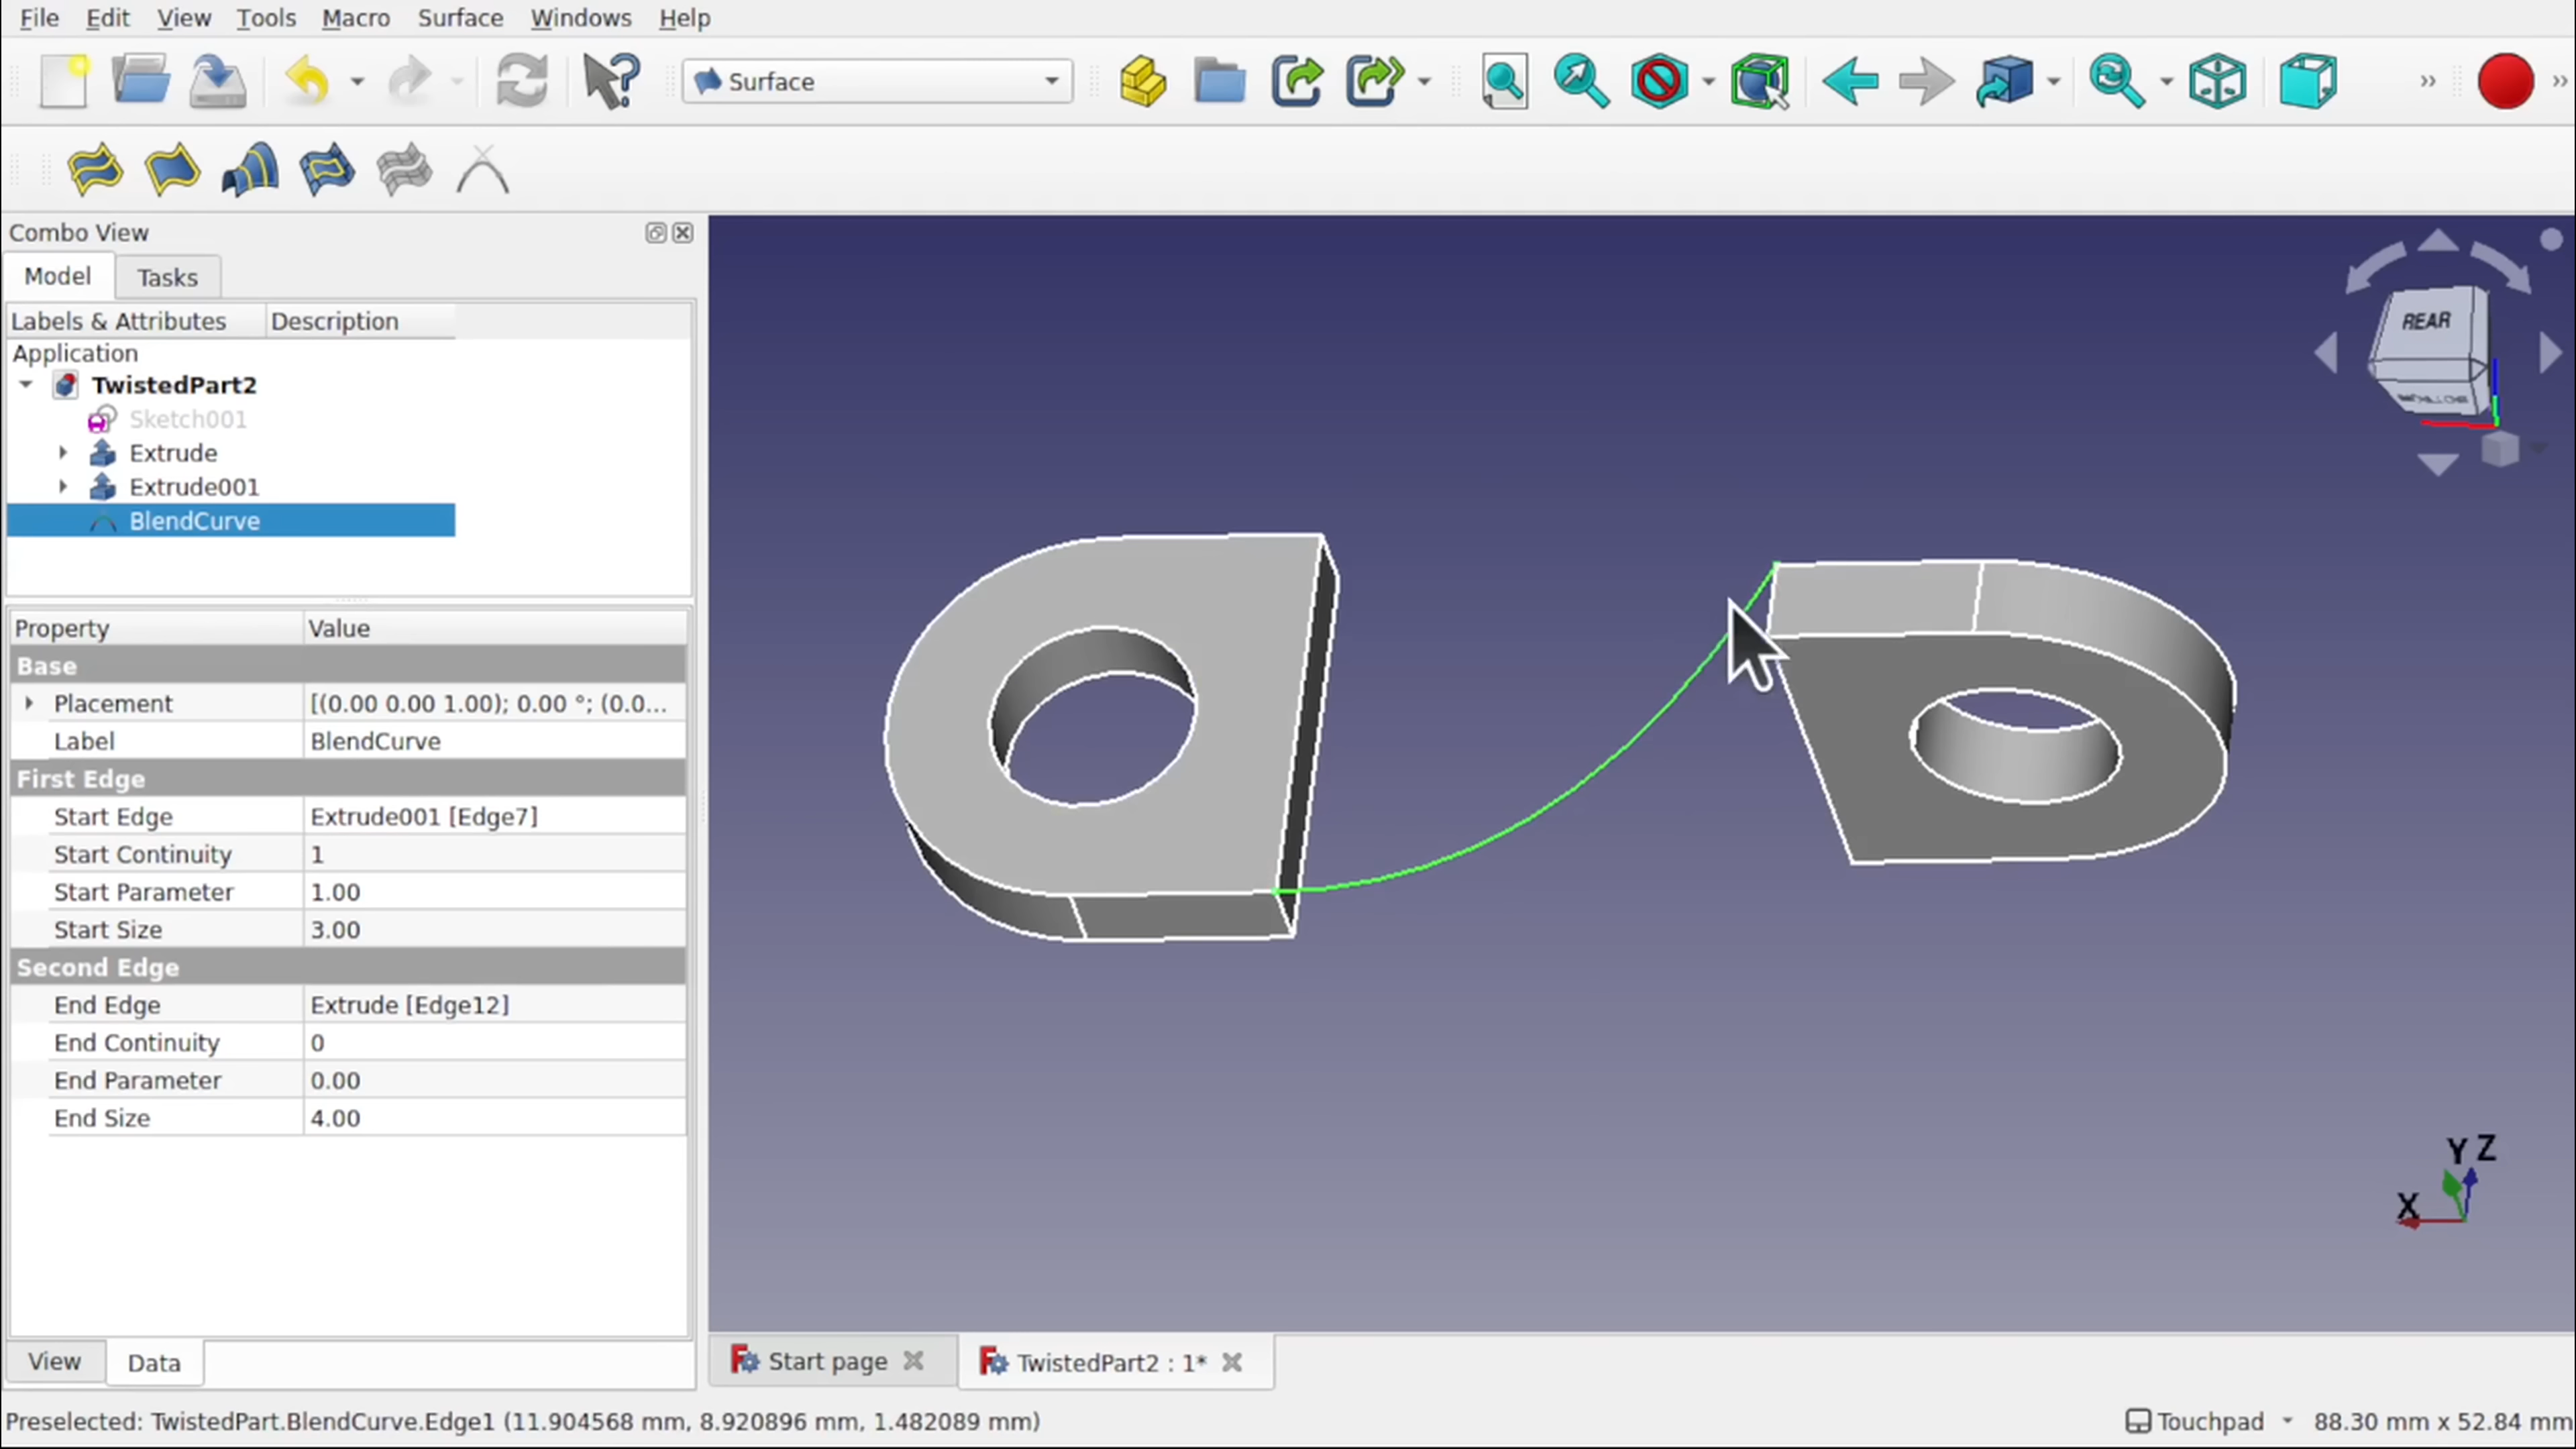 File Edit View Tools Macro Surface Windows Help
Surface
Combo View
Model Tasks
Labels & Attributes Description
Application
TwistedPart2
Sketch001
Extrude
Extrude001
BlendCurve
Property Value
Base
Placement [(0.00 0.00 1.00); 0.00 °; (0.0...
Label BlendCurve
First Edge
Start Edge Extrude001 [Edge7]
Start Continuity 1
Start Parameter 1.00
Start Size 3.00
Second Edge
End Edge Extrude [Edge12]
End Continuity 0
End Parameter 0.00
End Size 4.00
REAR
BOTTOM
Y Z
X
View Data
Start page
TwistedPart2 : 1*
Preselected: TwistedPart.BlendCurve.Edge1 (11.904568 mm, 8.920896 mm, 1.482089 mm)
Touchpad 88.30 mm x 52.84 mm